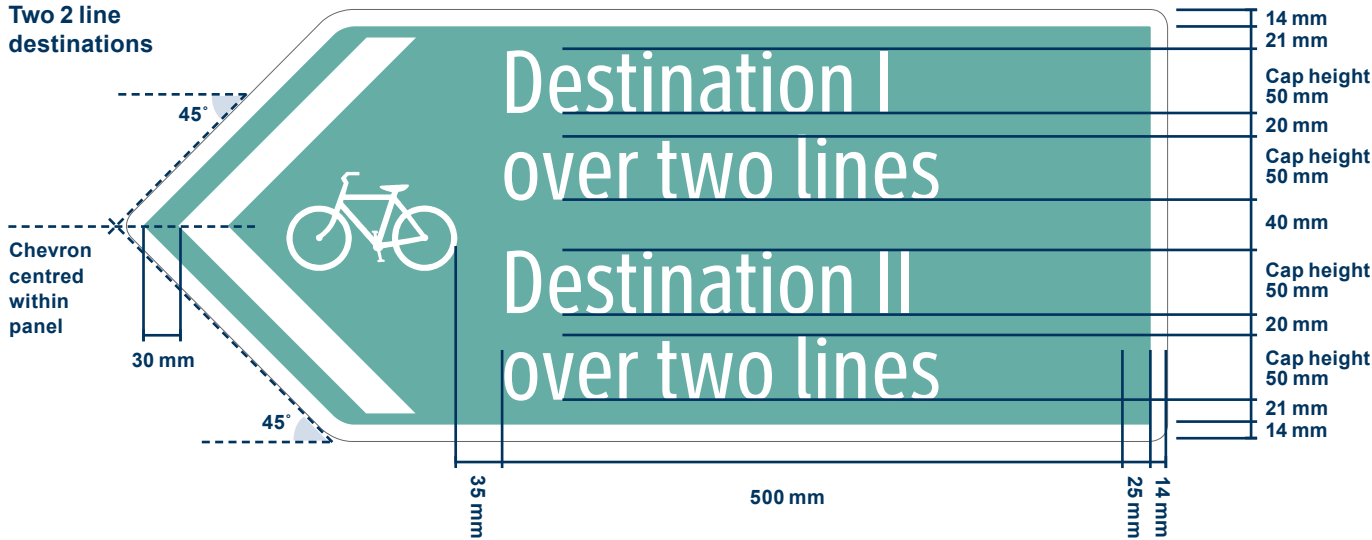 Two 2 line
destinations
45°
Chevron
centred
within
panel
30 mm
45°
Destination I
over two lines
Destination II
over two lines
14 mm
21 mm
Cap height
50 mm
20 mm
Cap height
50 mm
40 mm
Cap height
50 mm
20 mm
Cap height
50 mm
21 mm
14 mm
35 mm
500 mm
25 mm
14 mm